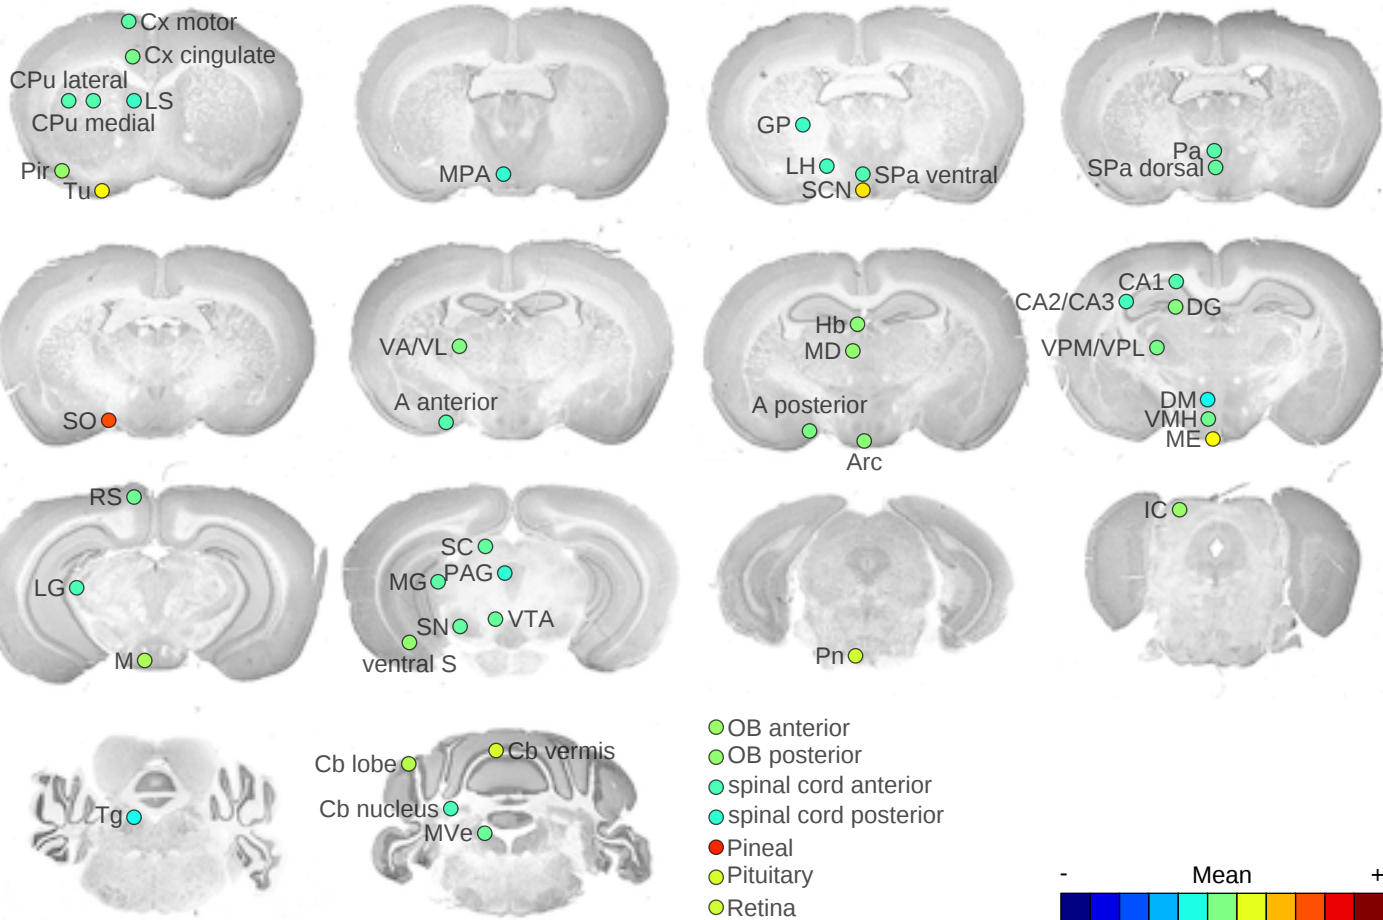 Cx motor
Cx cingulate
CPu lateral
LS
CPu medial
Pir
Tu
MPA
GP
LH
SPa ventral
SCN
Pa
SPa dorsal
SO
VA/VL
A anterior
Hb
MD
A posterior
Arc
CA1
CA2/CA3
DG
VPM/VPL
DM
VMH
ME
RS
LG
M
SC
MG
PAG
SN
VTA
ventral S
Pn
IC
Tg
Cb lobe
Cb vermis
Cb nucleus
MVe
OB anterior
OB posterior
spinal cord anterior
spinal cord posterior
Pineal
Pituitary
Retina
- Mean +